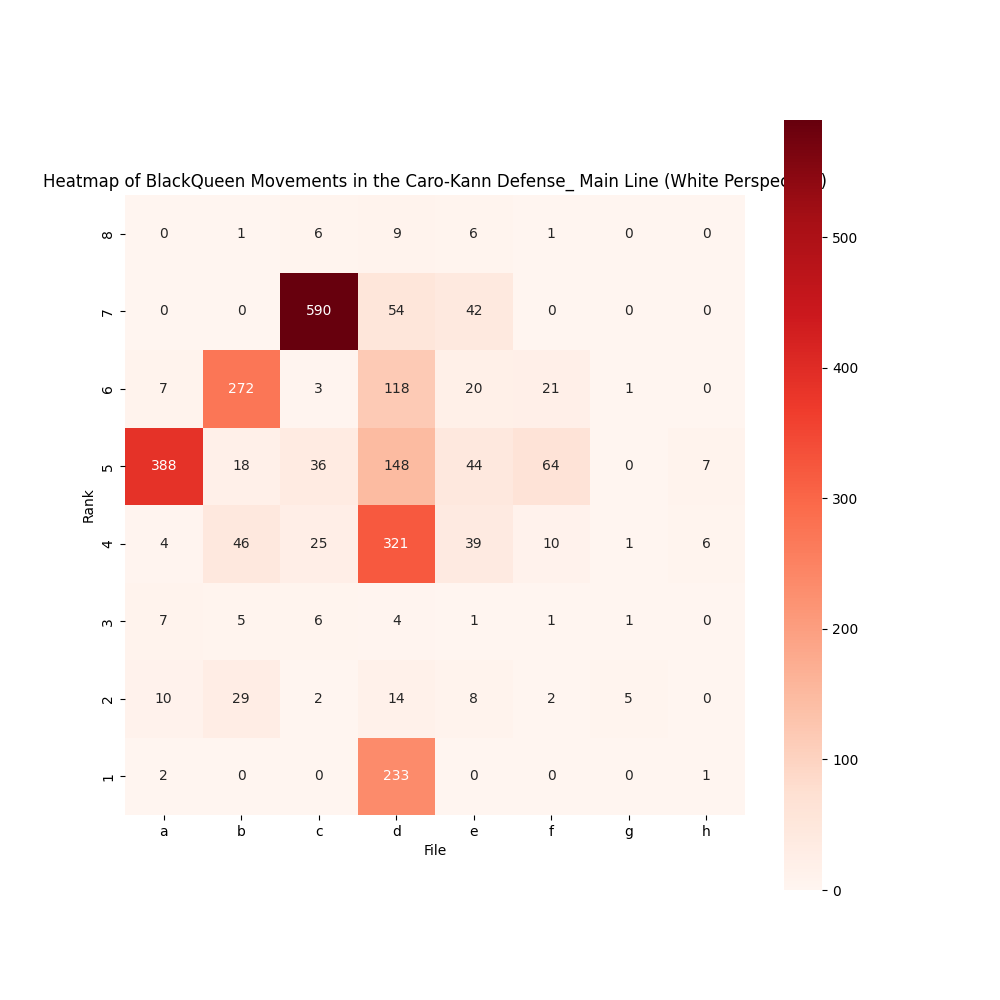 Heatmap of BlackQueen Movements in the Caro-Kann Defense_ Main Line (White Perspec )
500
8 0 1 6 9 6 1 0 0
7 0 0 590 54 42 0 0 0
400
6 7 272 3 118 20 21 1 0
5 388 18 36 148 44 64 0 7
Rank
300
4 4 46 25 321 39 10 1 6
3 7 5 6 4 1 1 1 0
200
2 10 29 2 14 8 2 5 0
100
1 2 0 0 233 0 0 0 1
a b c d e f g h
File
0